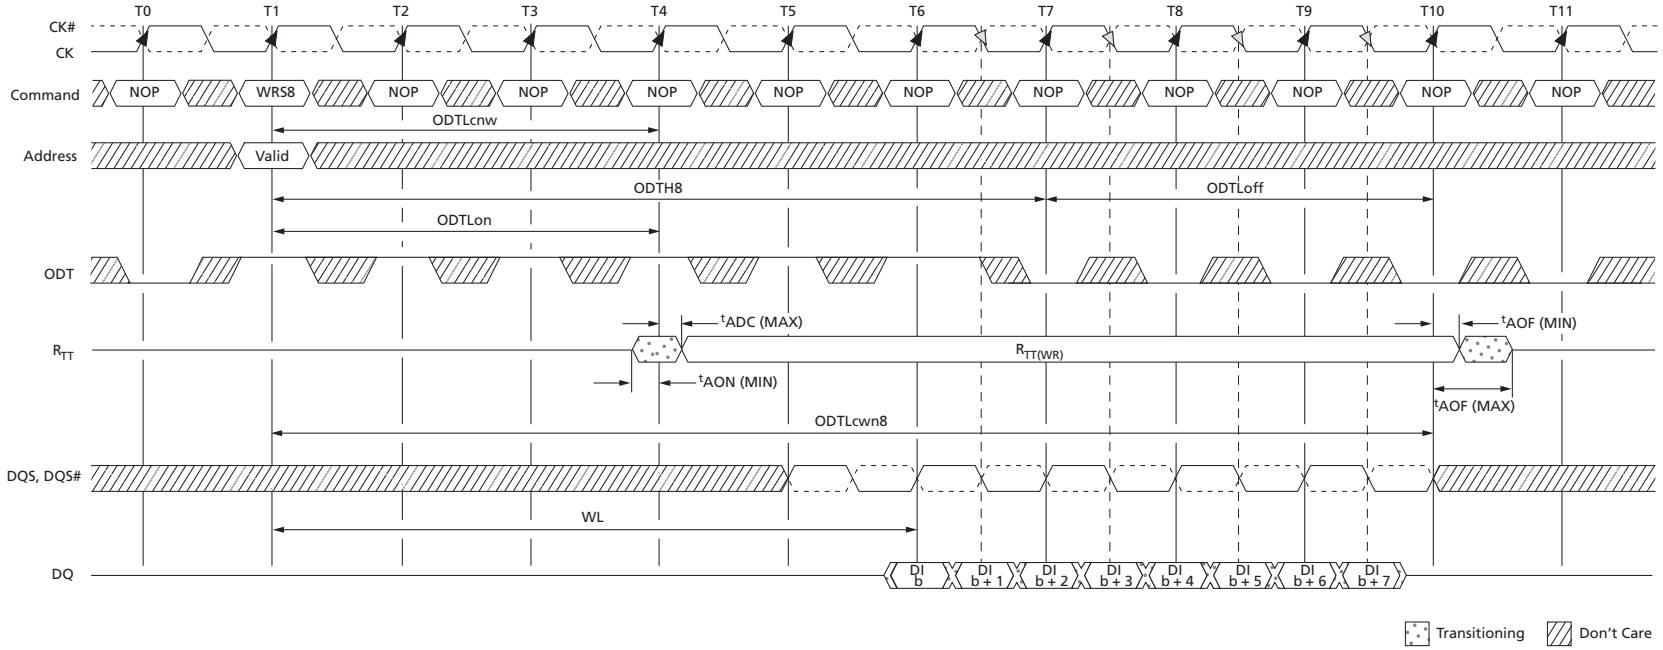 T0 T1 T2 T3 T4 T5 T6 T7 T8 T9 T10 T11
CK#
CK
Command NOP WRS8 NOP NOP NOP NOP NOP NOP NOP NOP NOP NOP
ODTLcnw
Address Valid
ODTH8 ODTLoff
ODTLon
ODT
tADC (MAX) tAOF (MIN)
RTT RTT(WR)
tAON (MIN)
tAOF (MAX)
ODTLcwn8
DQS, DQS#
WL
DQ DI b DI b + 1 DI b + 2 DI b + 3 DI b + 4 DI b + 5 DI b + 6 DI b + 7
Transitioning Don't Care